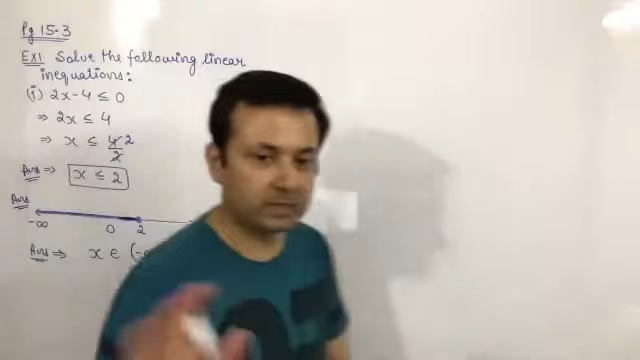 Pg 15.3
EX1 Solve the following linear
inequations:
(i) 2x-4 ≤ 0
⇒ 2x ≤ 4
⇒ x ≤ 4/2 2
Ans ⇒ x ≤ 2
Ans
-∞ 0 2
Ans ⇒ x ∈ (-∞